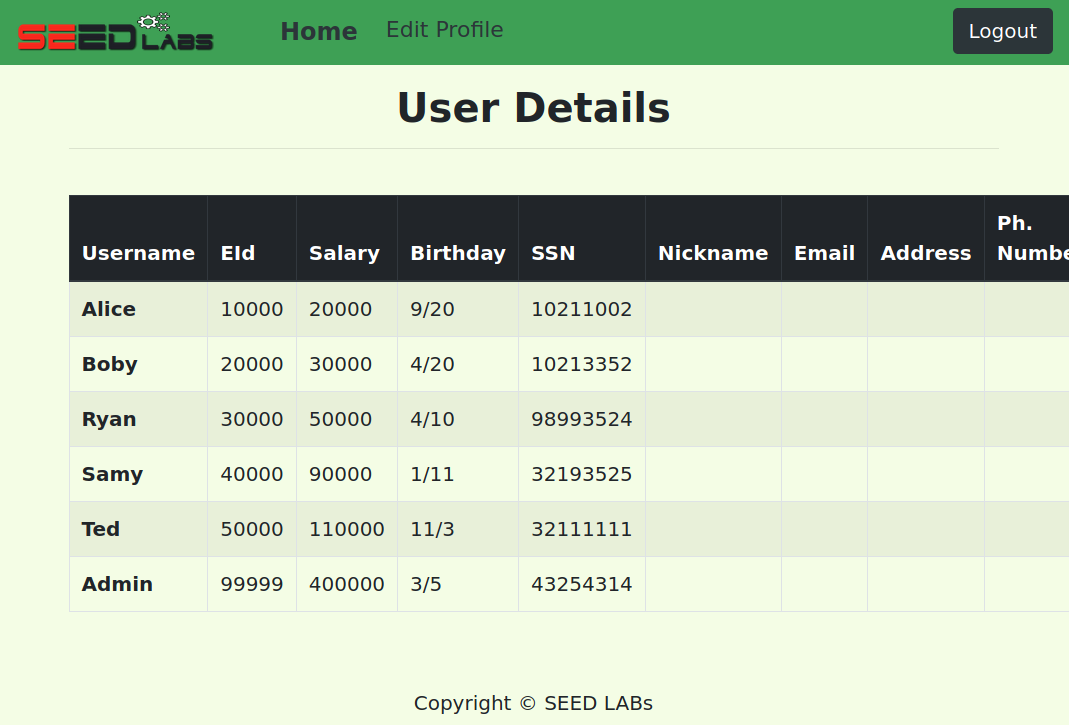 SEED LABS Home Edit Profile Logout
User Details
Username EId Salary Birthday SSN Nickname Email Address Ph. Numbe
Alice 10000 20000 9/20 10211002
Boby 20000 30000 4/20 10213352
Ryan 30000 50000 4/10 98993524
Samy 40000 90000 1/11 32193525
Ted 50000 110000 11/3 32111111
Admin 99999 400000 3/5 43254314
Copyright © SEED LABs